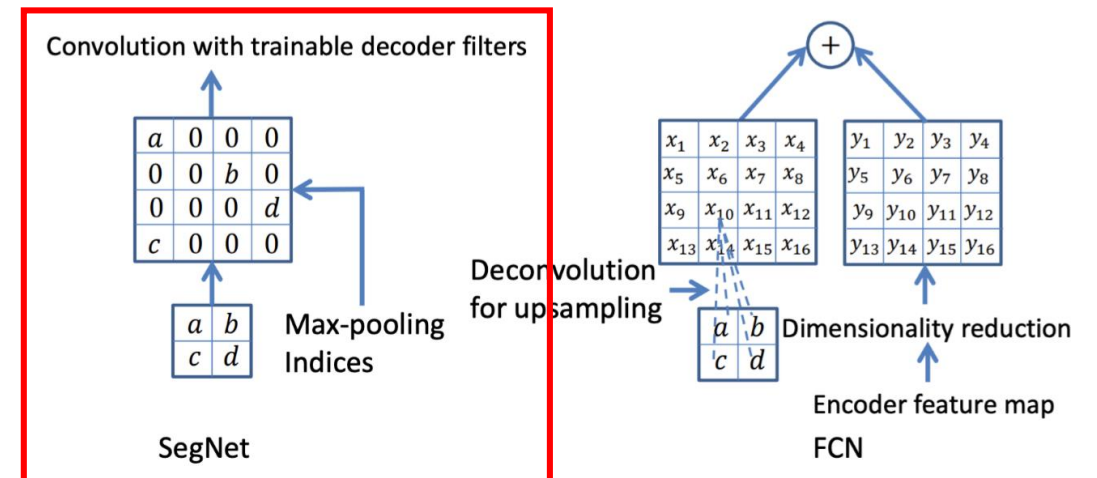 Convolution with trainable decoder filters
a 0 0 0
0 0 b 0
0 0 0 d
c 0 0 0
a b
c d
Max-pooling
Indices
SegNet
+
x₁ x₂ x₃ x₄
x₅ x₆ x₇ x₈
x₉ x₁₀ x₁₁ x₁₂
x₁₃ x₁₄ x₁₅ x₁₆
y₁ y₂ y₃ y₄
y₅ y₆ y₇ y₈
y₉ y₁₀ y₁₁ y₁₂
y₁₃ y₁₄ y₁₅ y₁₆
Deconvolution
for upsampling
a b
c d
Dimensionality reduction
Encoder feature map
FCN